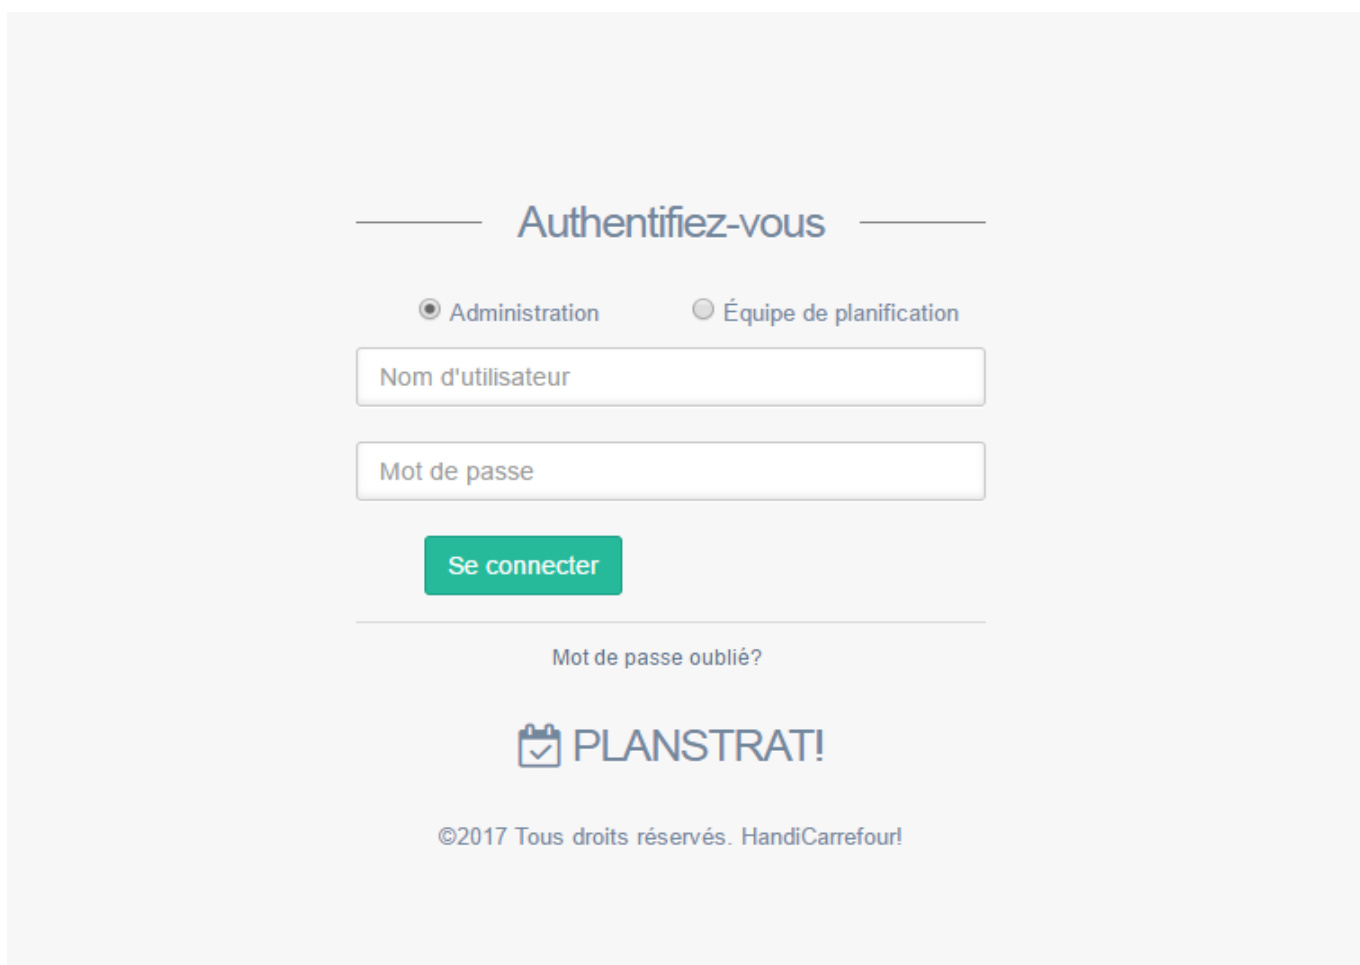 Authentifiez-vous
Administration Équipe de planification
Nom d'utilisateur
Mot de passe
Se connecter
Mot de passe oublié?
PLANSTRAT!
©2017 Tous droits réservés. HandiCarrefour!